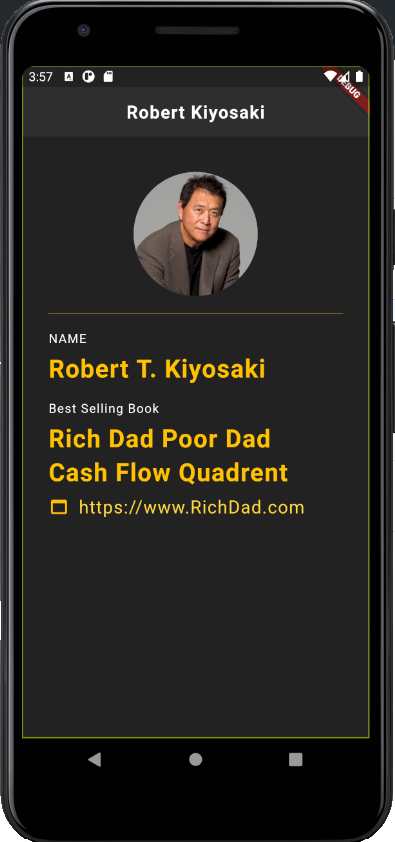 3:57
DEBUG
Robert Kiyosaki
NAME
Robert T. Kiyosaki
Best Selling Book
Rich Dad Poor Dad
Cash Flow Quadrent
https://www.RichDad.com